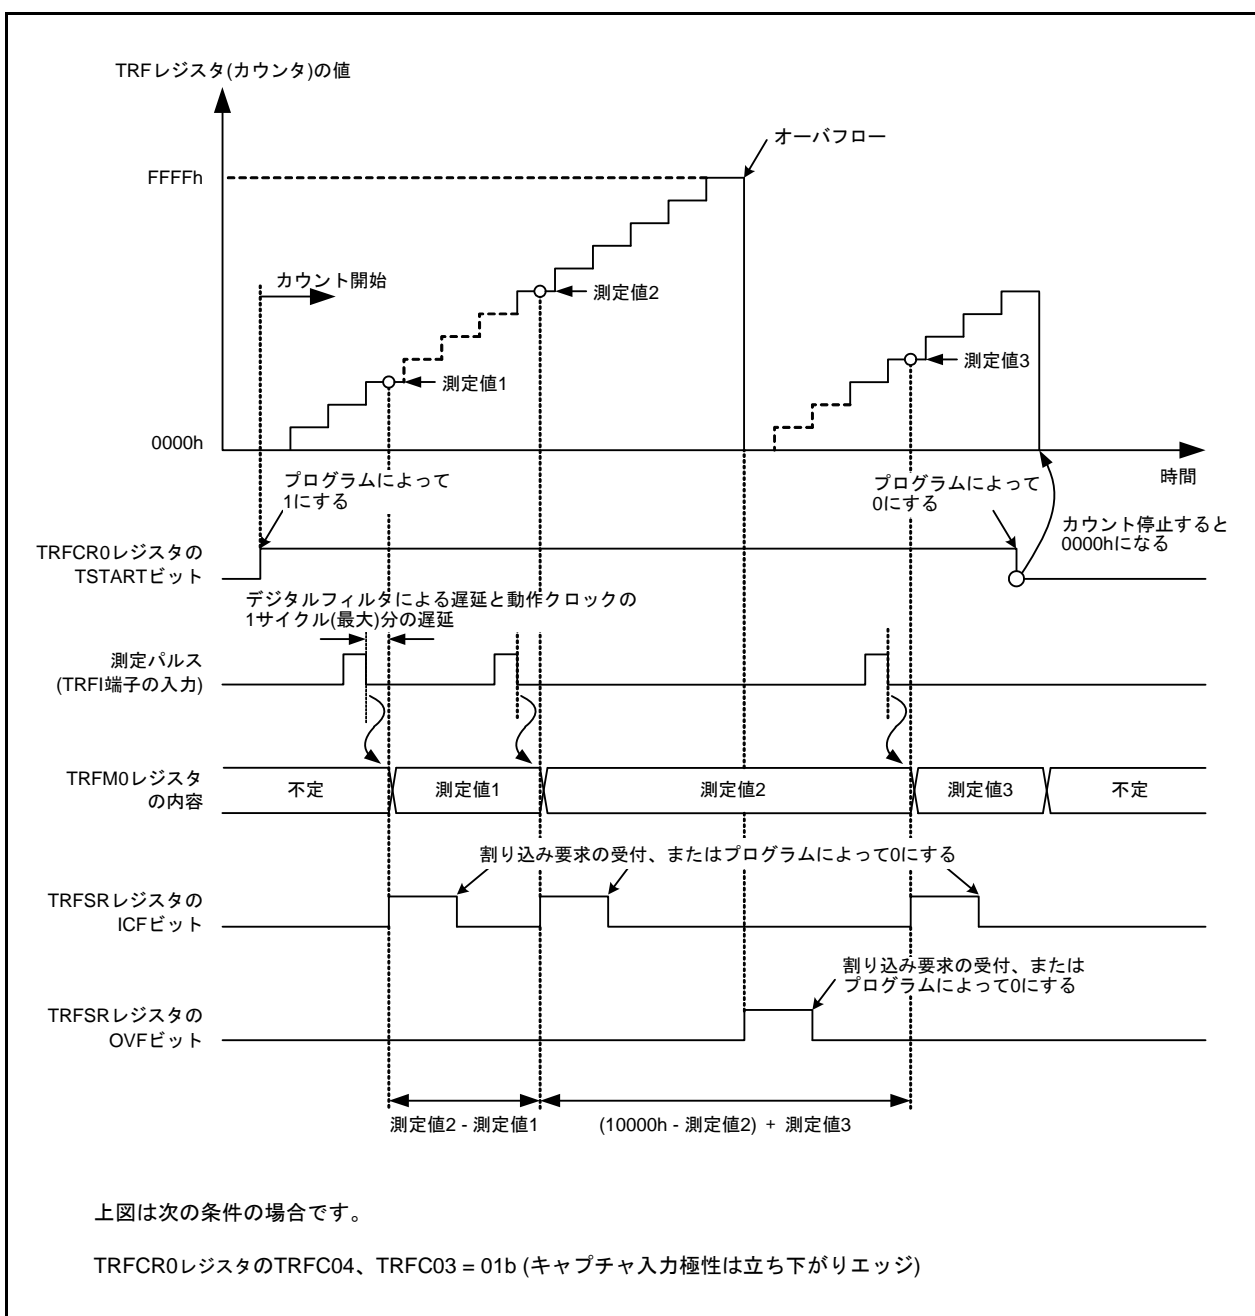 TRFレジスタ(カウンタ)の値
オーバフロー
FFFFh
カウント開始
測定値2
測定値1
測定値3
0000h
時間
プログラムによって
1にする
プログラムによって
0にする
カウント停止すると
0000hになる
TRFCR0レジスタの
TSTARTビット
デジタルフィルタによる遅延と動作クロックの
1サイクル(最大)分の遅延
測定パルス
(TRFI端子の入力)
TRFM0レジスタ
の内容
不定
測定値1
測定値2
測定値3
不定
割り込み要求の受付、またはプログラムによって0にする
TRFSRレジスタの
ICFビット
割り込み要求の受付、または
プログラムによって0にする
TRFSRレジスタの
OVFビット
測定値2 - 測定値1
(10000h - 測定値2) + 測定値3
上図は次の条件の場合です。
TRFCR0レジスタのTRFC04、TRFC03 = 01b (キャプチャ入力極性は立ち下がりエッジ)